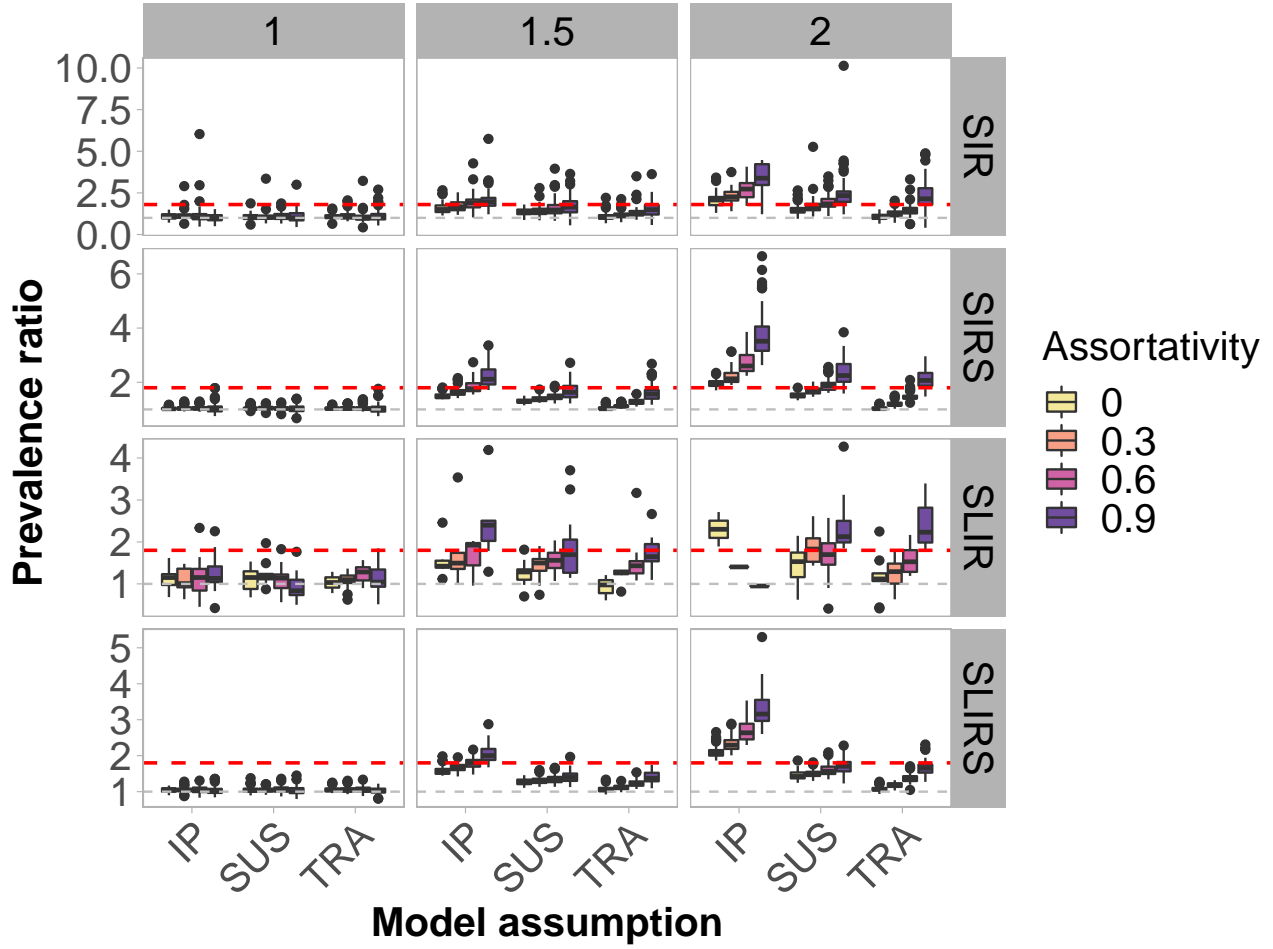 1 1.5 2
Prevalence ratio
10.0
7.5
5.0
2.5
0.0
SIR
6
4
2
SIRS
4
3
2
1
SLIR
5
4
3
2
1
SLIRS
IP SUS TRA IP SUS TRA IP SUS TRA
Model assumption
Assortativity
0
0.3
0.6
0.9